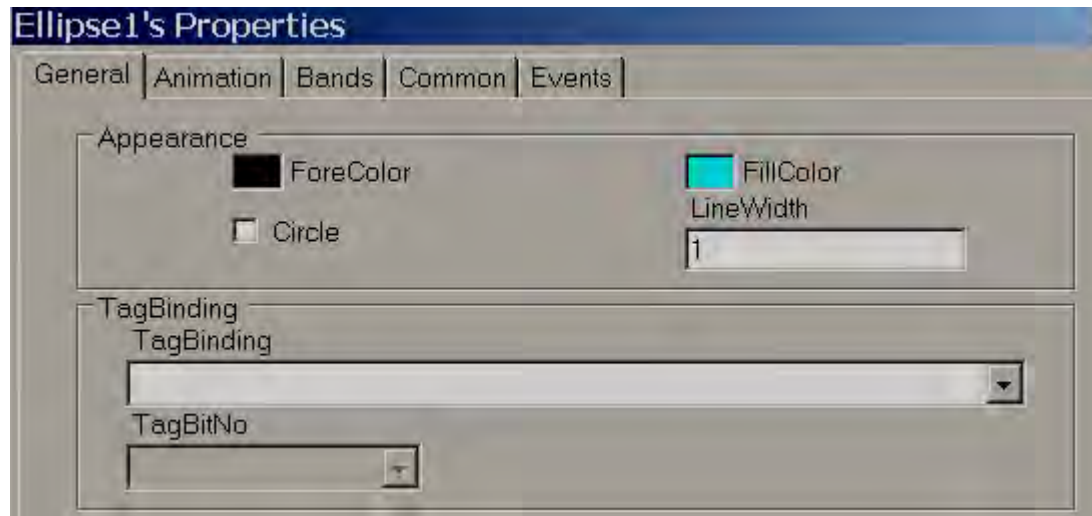 Ellipse1's Properties
General Animation Bands Common Events
Appearance
ForeColor FillColor
Circle LineWidth
1
TagBinding
TagBinding
TagBitNo